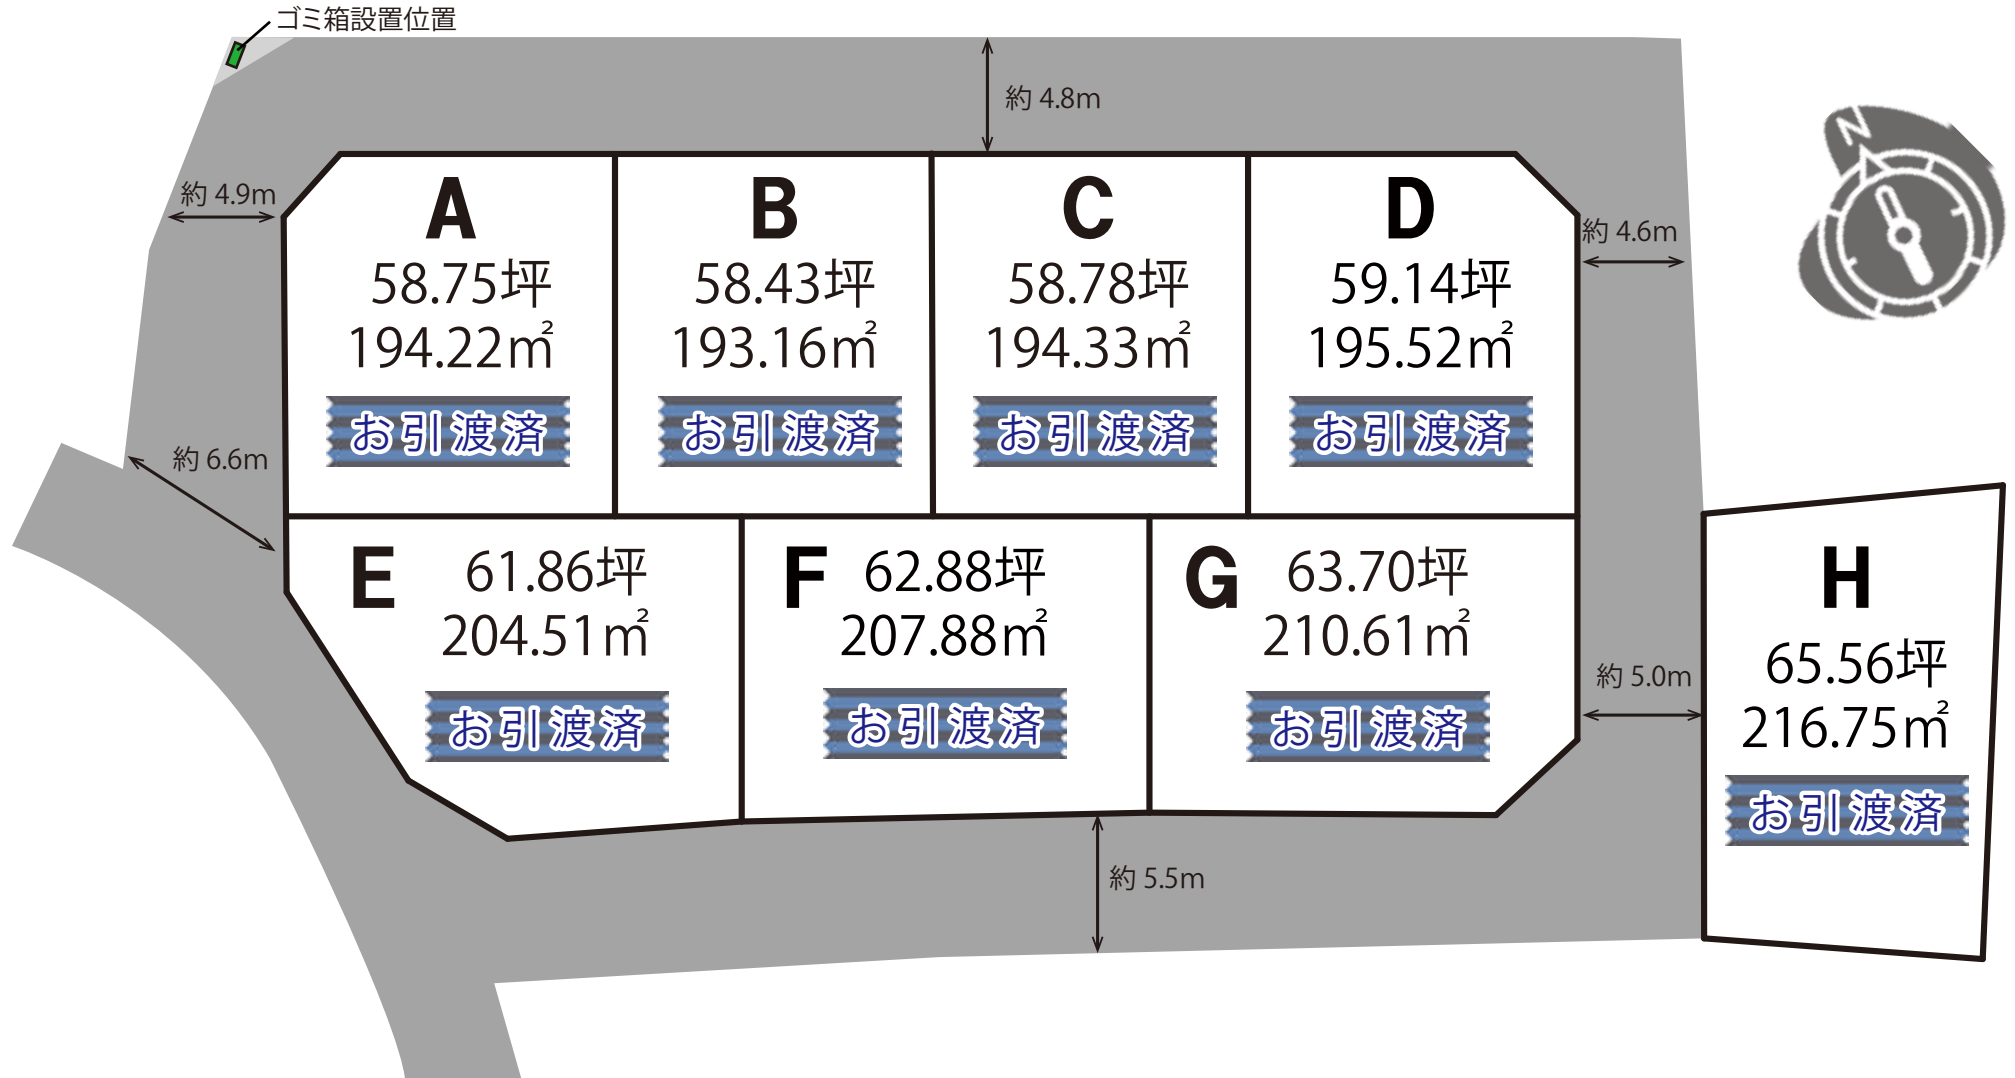 ゴミ箱設置位置
約 4.8m
N
約 4.9m
約 4.6m
A
58.75坪
194.22㎡
お引渡済
B
58.43坪
193.16㎡
お引渡済
C
58.78坪
194.33㎡
お引渡済
D
59.14坪
195.52㎡
お引渡済
約 6.6m
E
61.86坪
204.51㎡
お引渡済
F
62.88坪
207.88㎡
お引渡済
G
63.70坪
210.61㎡
お引渡済
約 5.0m
H
65.56坪
216.75㎡
お引渡済
約 5.5m